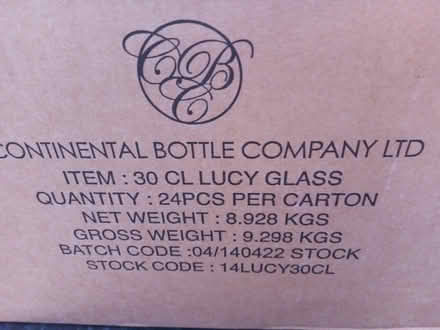 CBC
CONTINENTAL BOTTLE COMPANY LTD
ITEM : 30 CL LUCY GLASS
QUANTITY : 24PCS PER CARTON
NET WEIGHT : 8.928 KGS
GROSS WEIGHT : 9.298 KGS
BATCH CODE :04/140422 STOCK
STOCK CODE : 14LUCY30CL